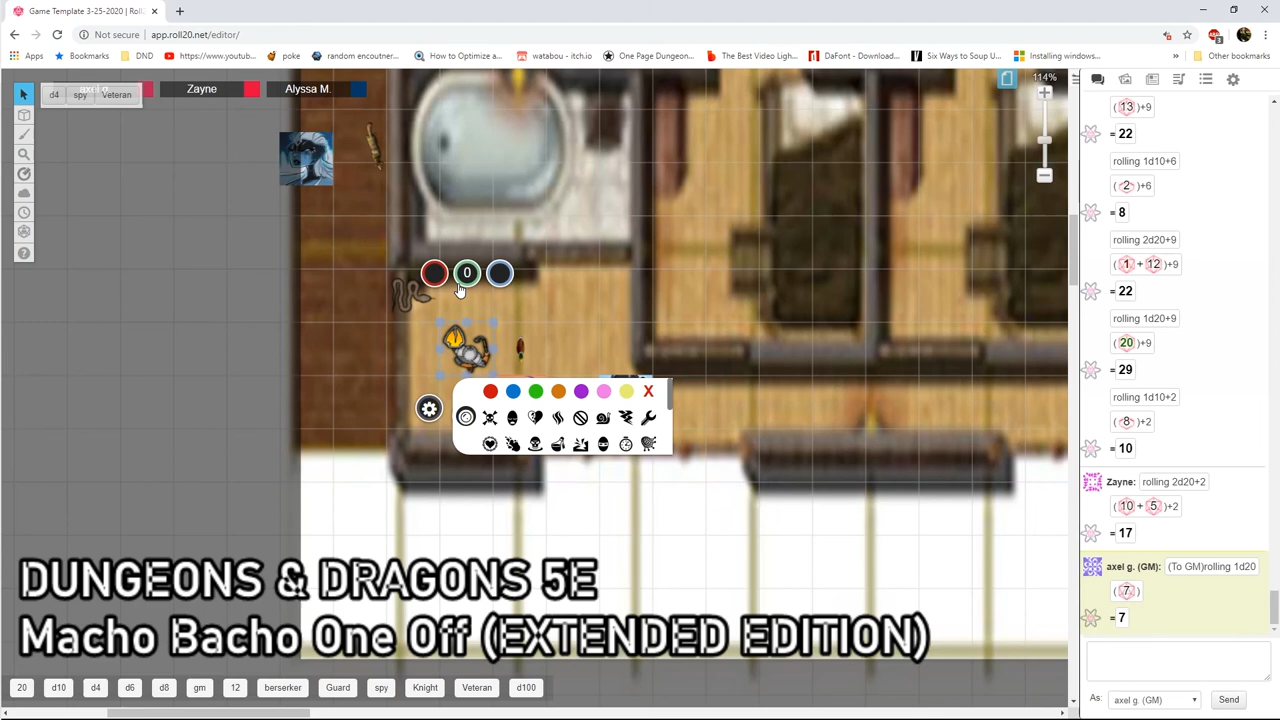 Game Template 3-25-2020 | Roll
Not secure
app.roll20.net/editor/
Apps
Bookmarks
DND
https://www.youtub...
poke
random encoutner...
How to Optimize a...
watabou - itch.io
One Page Dungeon...
The Best Video Ligh...
DaFont - Download...
Six Ways to Soup U...
Installing windows...
»
Other bookmarks
Zayne
Alyssa M.
d4
spy
Veteran
114%
(13)+9
= 22
rolling 1d10+6
(2)+6
= 8
rolling 2d20+9
(1 + 12)+9
= 22
rolling 1d20+9
(20)+9
= 29
rolling 1d10+2
(8)+2
= 10
Zayne: rolling 2d20+2
(10 + 5)+2
= 17
axel g. (GM): (To GM)rolling 1d20
(7)
= 7
0
X
DUNGEONS & DRAGONS 5E
Macho Bacho One Off (EXTENDED EDITION)
20
d10
d4
d6
d8
gm
12
berserker
Guard
spy
Knight
Veteran
d100
As:
axel g. (GM)
Send